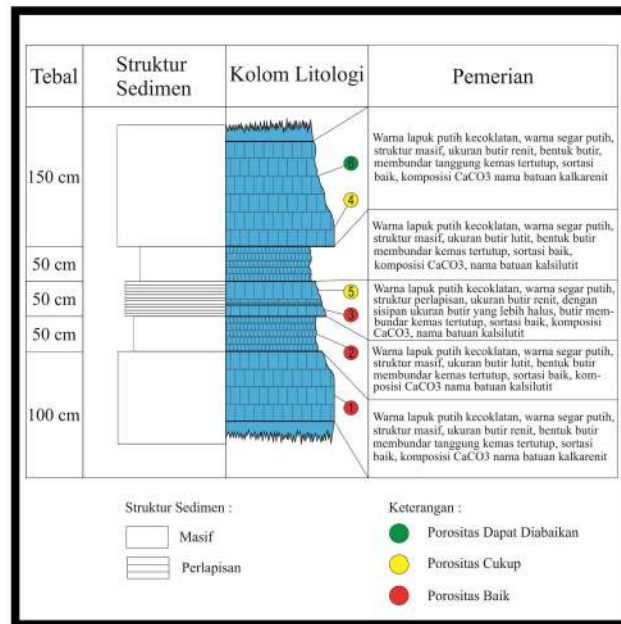 Tebal
Struktur
Sedimen
Kolom Litologi
Pemerian
150 cm
6
4
Warna lapuk putih kecoklatan, warna segar putih,
struktur masif, ukuran butir renit, bentuk butir,
membundar tanggung kemas tertutup, sortasi
baik, komposisi CaCO3 nama batuan kalkarenit
Warna lapuk putih kecoklatan, warna segar putih,
struktur masif, ukuran butir lutit, bentuk butir
membundar kemas tertutup, sortasi baik,
komposisi CaCO3, nama batuan kalsilutit
50 cm
50 cm
5
3
Warna lapuk putih kecoklatan, warna segar putih,
struktur perlapisan, ukuran butir renit, dengan
sisipan ukuran butir yang lebih halus, butir mem-
bundar kemas tertutup, sortasi baik, komposisi
CaCO3, nama batuan kalsilutit
50 cm
2
Warna lapuk putih kecoklatan, warna segar putih,
struktur masif, ukuran butir lutit, bentuk butir
membundar kemas tertutup, sortasi baik, kom-
posisi CaCO3 nama batuan kalsilutit
100 cm
1
Warna lapuk putih kecoklatan, warna segar putih,
struktur masif, ukuran butir renit, bentuk butir
membundar tanggung kemas tertutup, sortasi
baik, komposisi CaCO3, nama batuan kalkarenit
Struktur Sedimen :
Masif
Perlapisan
Keterangan :
Porositas Dapat Diabaikan
Porositas Cukup
Porositas Baik